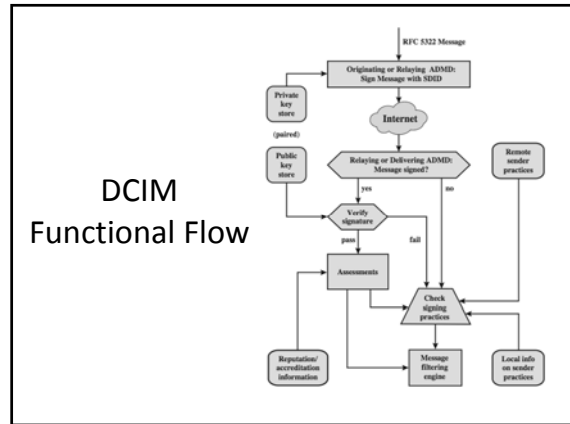 DCIM
Functional Flow
RFC 5322 Message
Originating or Relaying ADMD:
Sign Message with SDID
Private
key
store
(paired)
Public
key
store
Internet
Relaying or Delivering ADMD:
Message signed?
Remote
sender
practices
yes
no
Verify
signature
pass
fail
Assessments
Check
signing
practices
Reputation/
accreditation
information
Message
filtering
engine
Local info
on sender
practices